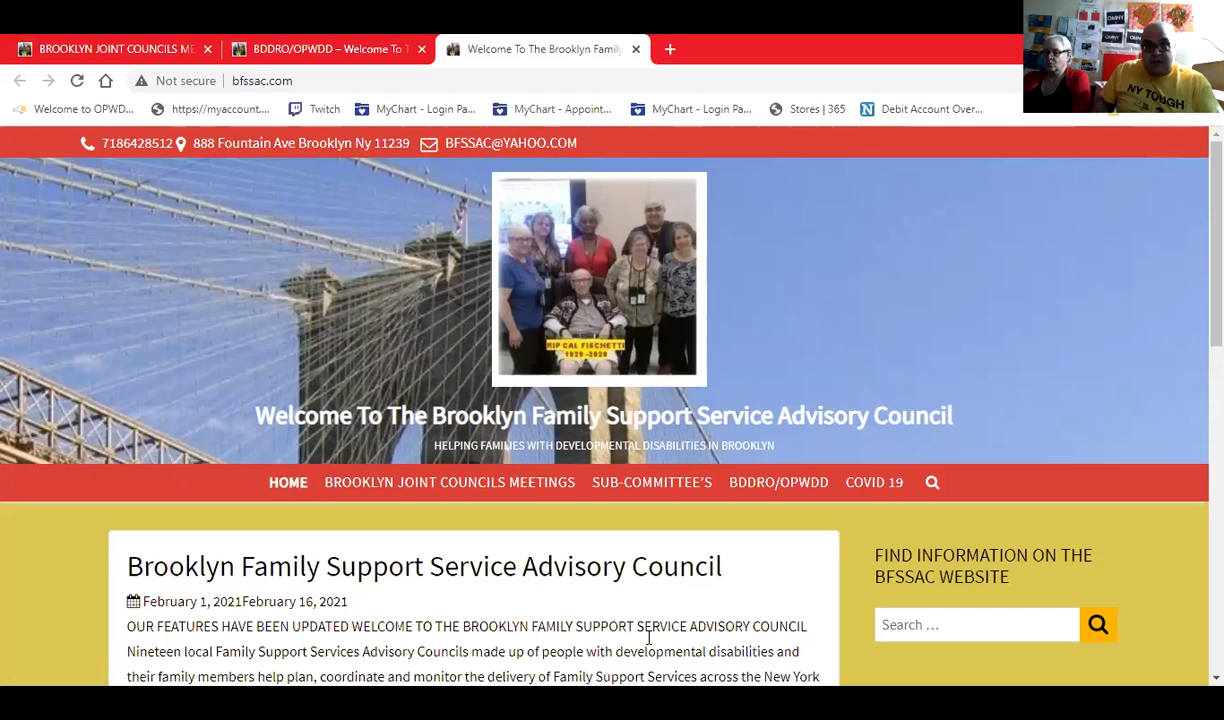 BROOKLYN JOINT COUNCILS ME
BDDRO/OPWDD – Welcome To T
Welcome To The Brooklyn Family
Not secure
bfssac.com
Welcome to OPWD...
https://myaccount....
Twitch
MyChart - Login Pa...
MyChart - Appoint...
MyChart - Login Pa...
Stores | 365
Debit Account Over...
OMNY
OMNY
NY TOUGH
7186428512
888 Fountain Ave Brooklyn Ny 11239
BFSSAC@YAHOO.COM
RIP CAL FISCHETTI
1929 -2020
Welcome To The Brooklyn Family Support Service Advisory Council
HELPING FAMILIES WITH DEVELOPMENTAL DISABILITIES IN BROOKLYN
HOME
BROOKLYN JOINT COUNCILS MEETINGS
SUB-COMMITTEE'S
BDDRO/OPWDD
COVID 19
Brooklyn Family Support Service Advisory Council
February 1, 2021February 16, 2021
OUR FEATURES HAVE BEEN UPDATED WELCOME TO THE BROOKLYN FAMILY SUPPORT SERVICE ADVISORY COUNCIL
Nineteen local Family Support Services Advisory Councils made up of people with developmental disabilities and
their family members help plan, coordinate and monitor the delivery of Family Support Services across the New York
FIND INFORMATION ON THE
BFSSAC WEBSITE
Search …